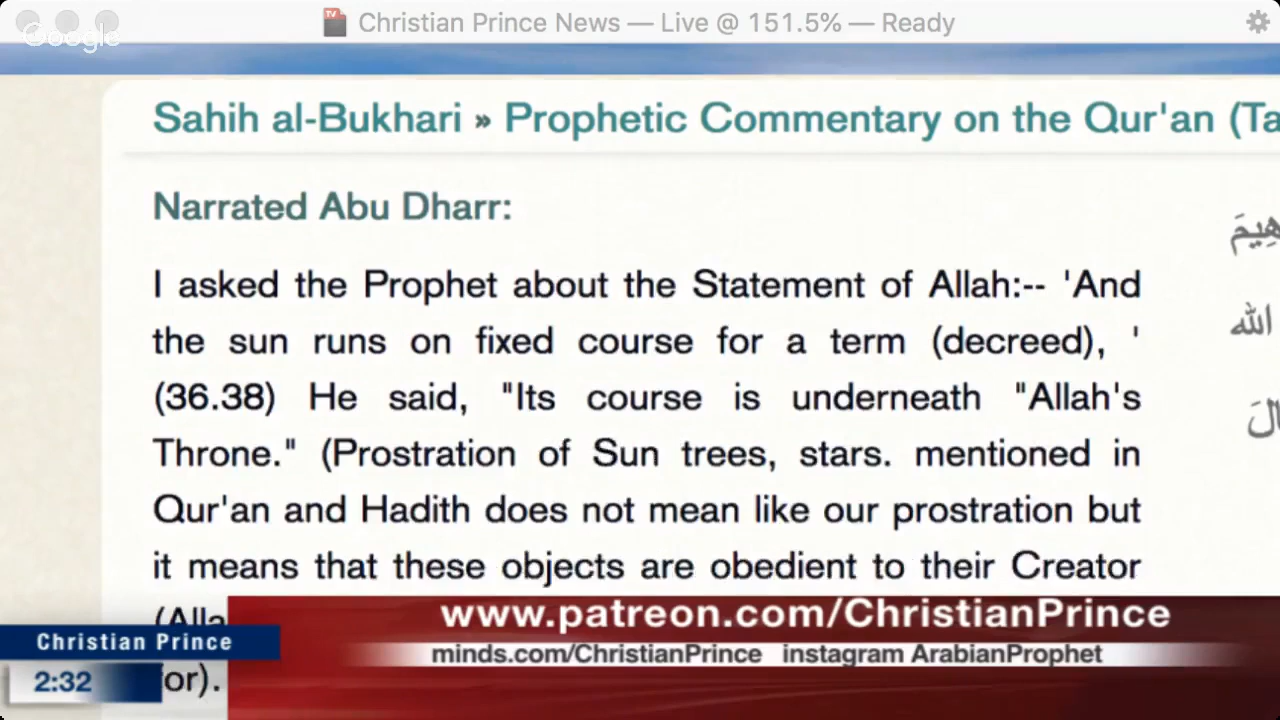 Christian Prince News — Live @ 151.5% — Ready
Google
Sahih al-Bukhari » Prophetic Commentary on the Qur'an (Ta
Narrated Abu Dharr:
I asked the Prophet about the Statement of Allah:-- 'And
the sun runs on fixed course for a term (decreed), '
(36.38) He said, "Its course is underneath "Allah's
Throne." (Prostration of Sun trees, stars. mentioned in
Qur'an and Hadith does not mean like our prostration but
it means that these objects are obedient to their Creator
(Alla
or).
هِيمَ
الله
الَ
www.patreon.com/ChristianPrince
Christian Prince
minds.com/ChristianPrince instagram ArabianProphet
2:32